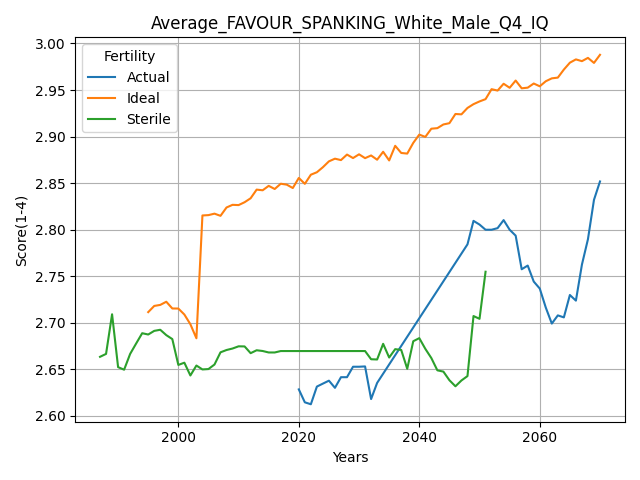 Average_FAVOUR_SPANKING_White_Male_Q4_IQ
Fertility
Actual
Ideal
Sterile
Score(1-4)
3.00
2.95
2.90
2.85
2.80
2.75
2.70
2.65
2.60
2000
2020
2040
2060
Years